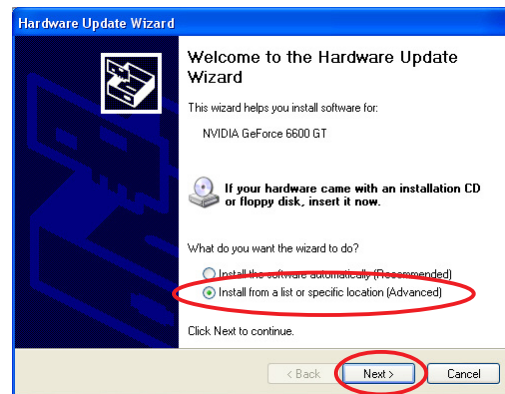 Hardware Update Wizard
Welcome to the Hardware Update
Wizard
This wizard helps you install software for:
NVIDIA GeForce 6600 GT
If your hardware came with an installation CD
or floppy disk, insert it now.
What do you want the wizard to do?
Install the software automatically (Recommended)
Install from a list or specific location (Advanced)
Click Next to continue.
< Back
Next >
Cancel